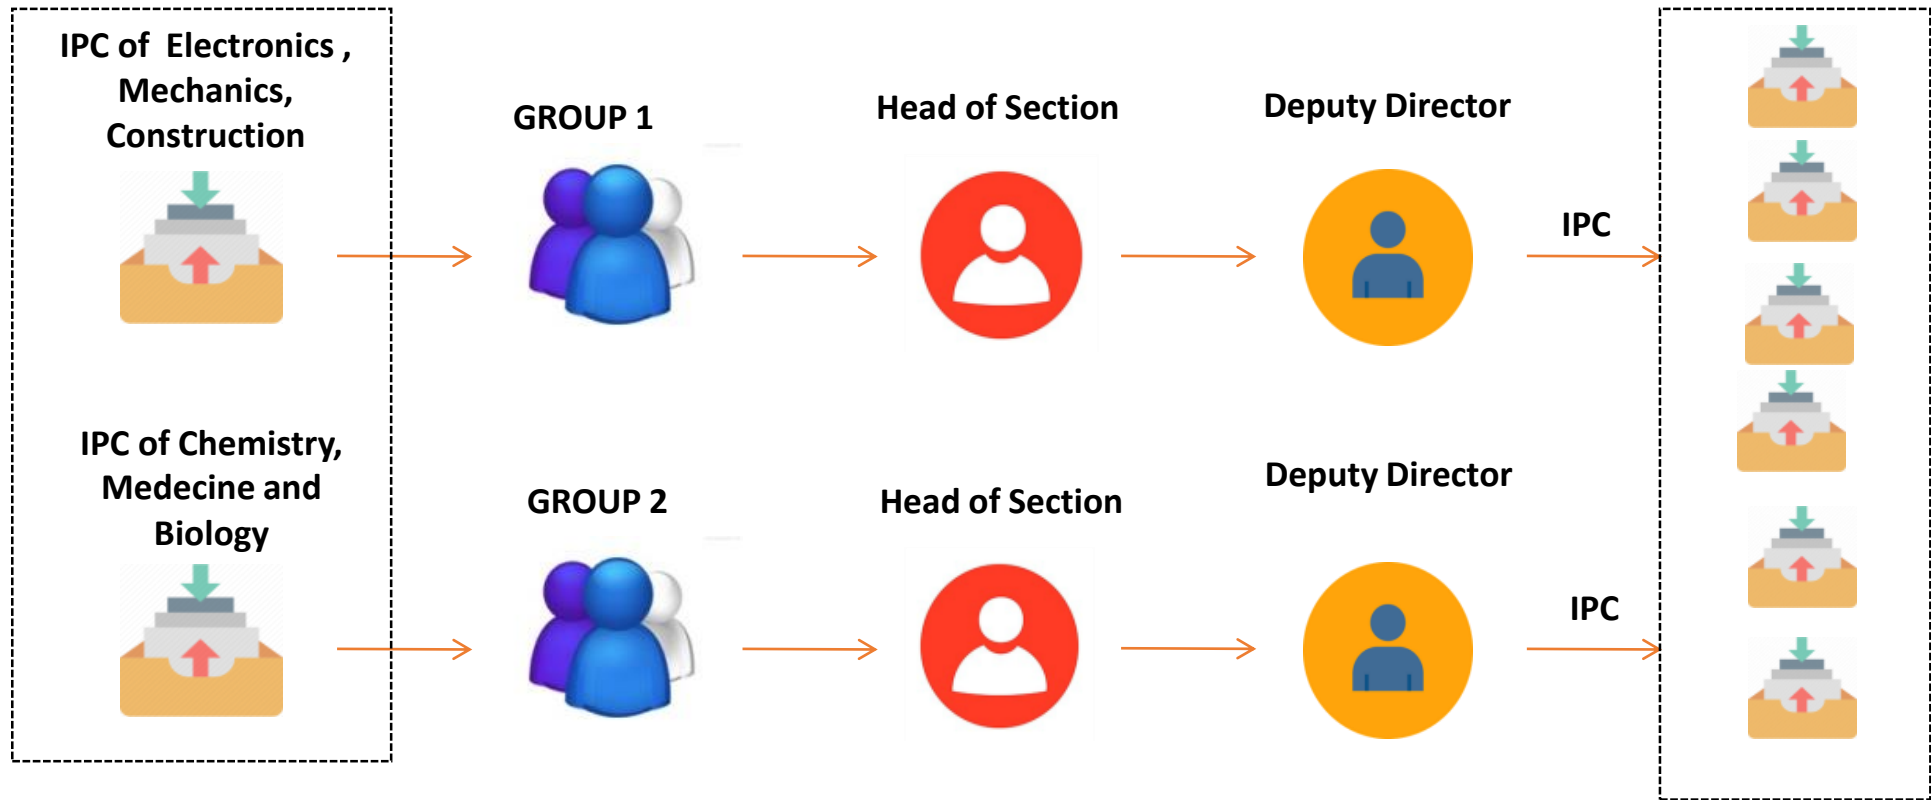 IPC of  Electronics ,
Mechanics,
Construction
GROUP 1
Head of Section
Deputy Director
IPC
IPC of Chemistry,
Medecine and
Biology
GROUP 2
Head of Section
Deputy Director
IPC